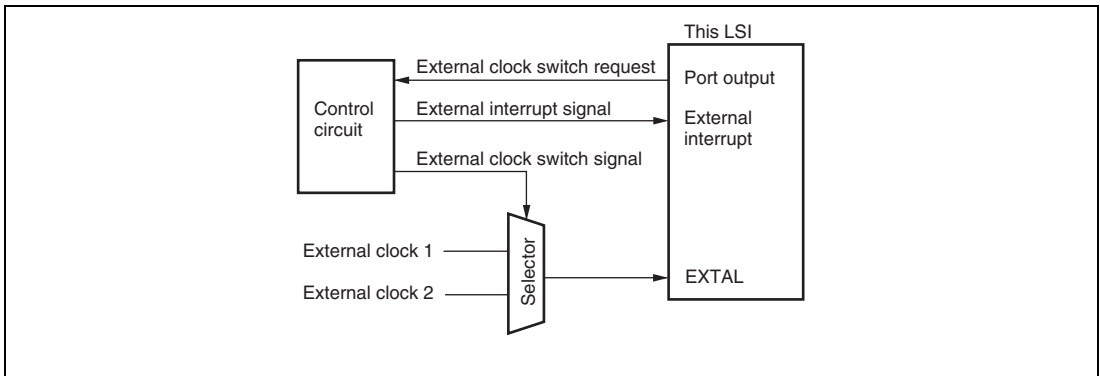 This LSI
External clock switch request
Port output
Control
circuit
External interrupt signal
External
interrupt
External clock switch signal
External clock 1
External clock 2
Selector
EXTAL